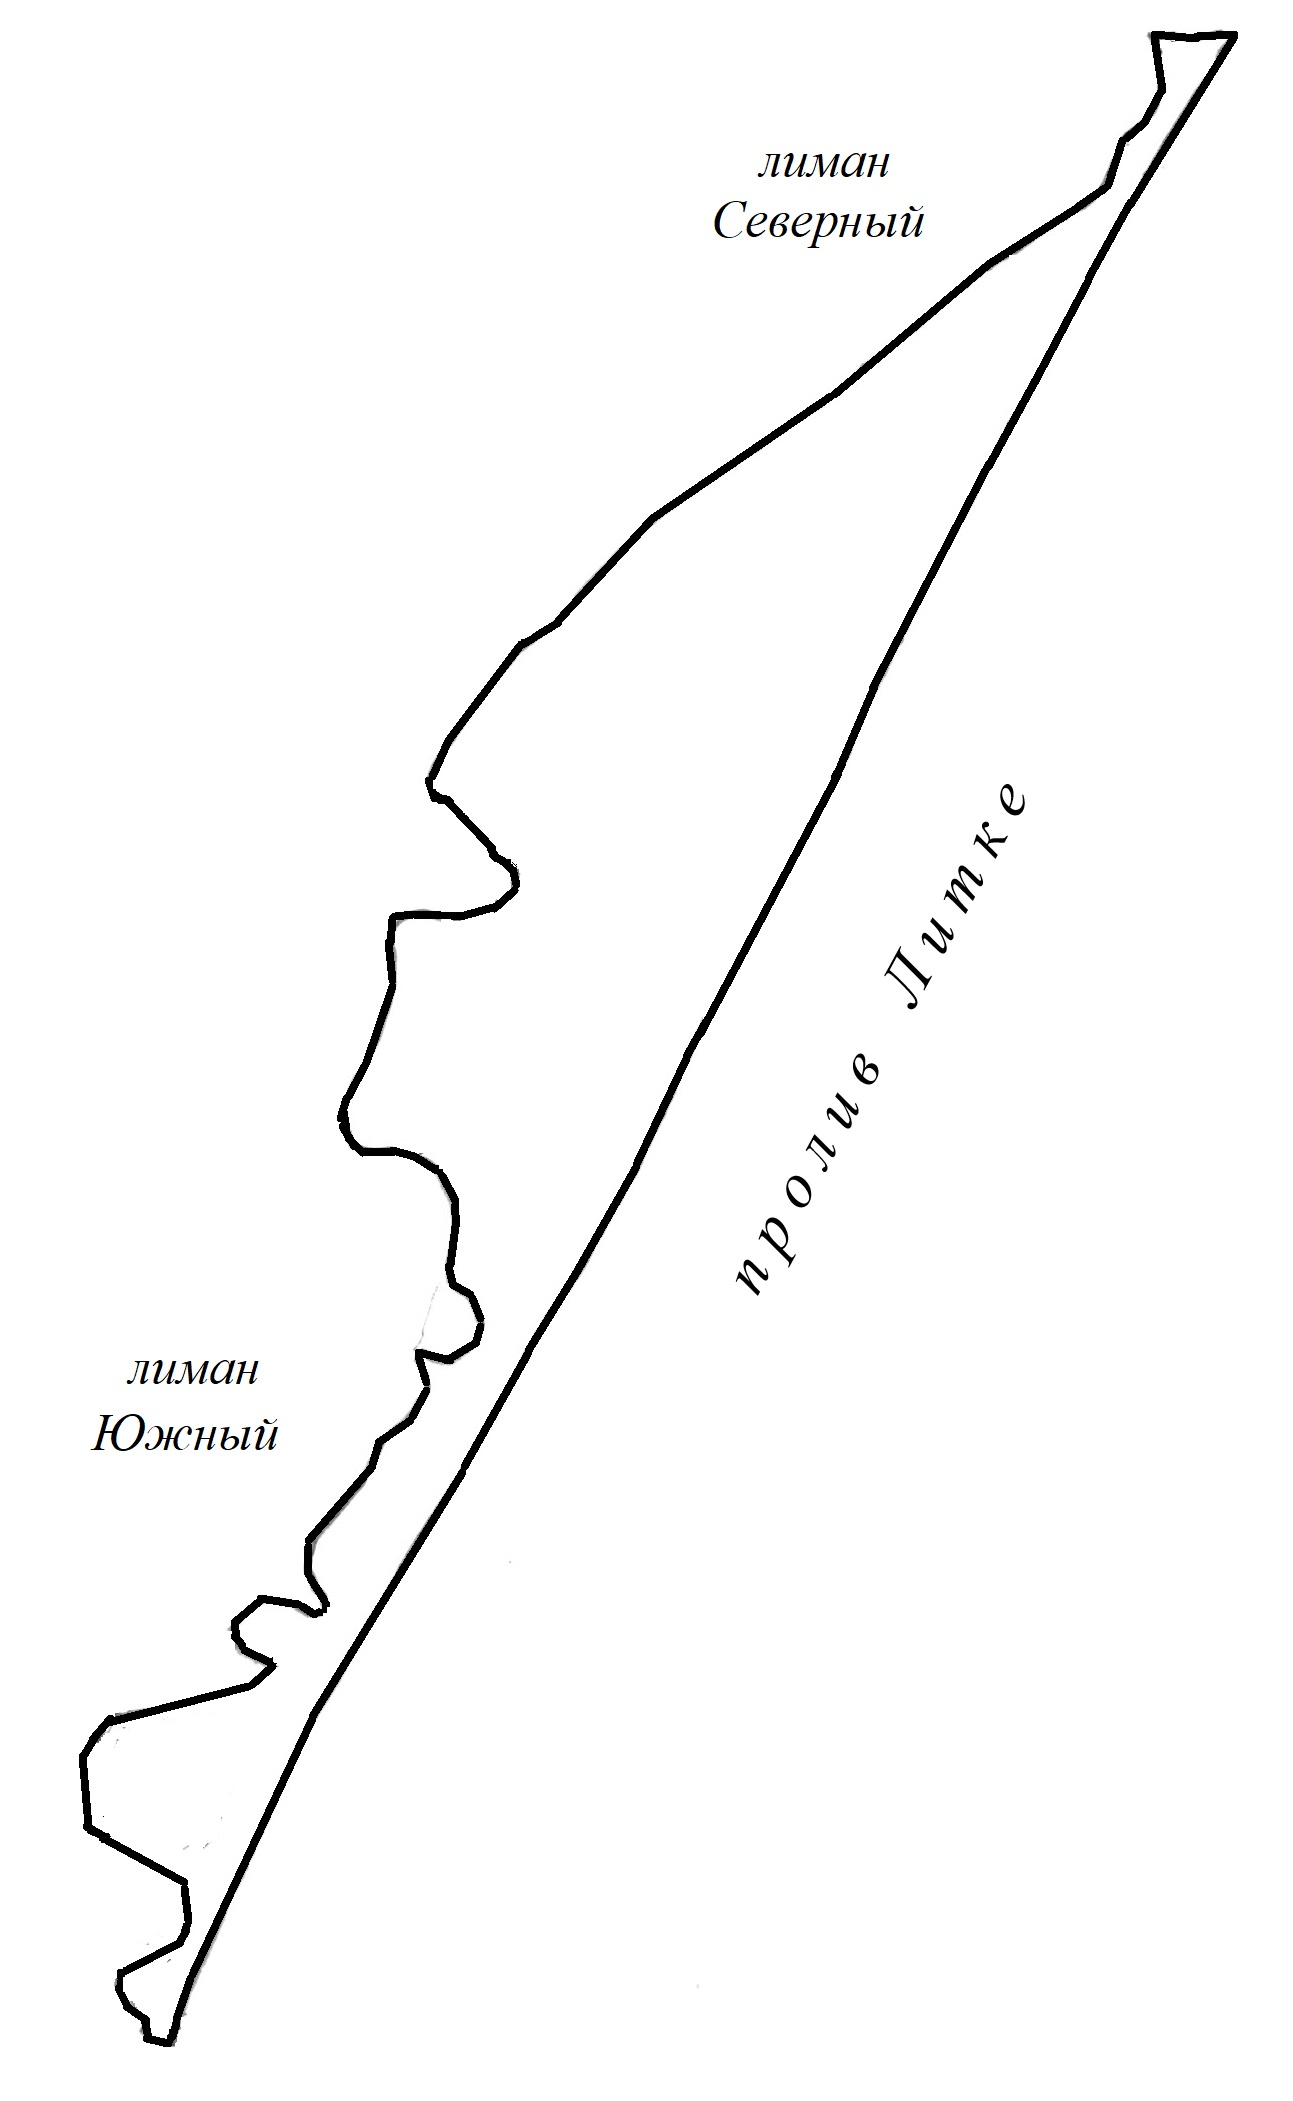 лиман
Северный
пролив Литке
лиман
Южный